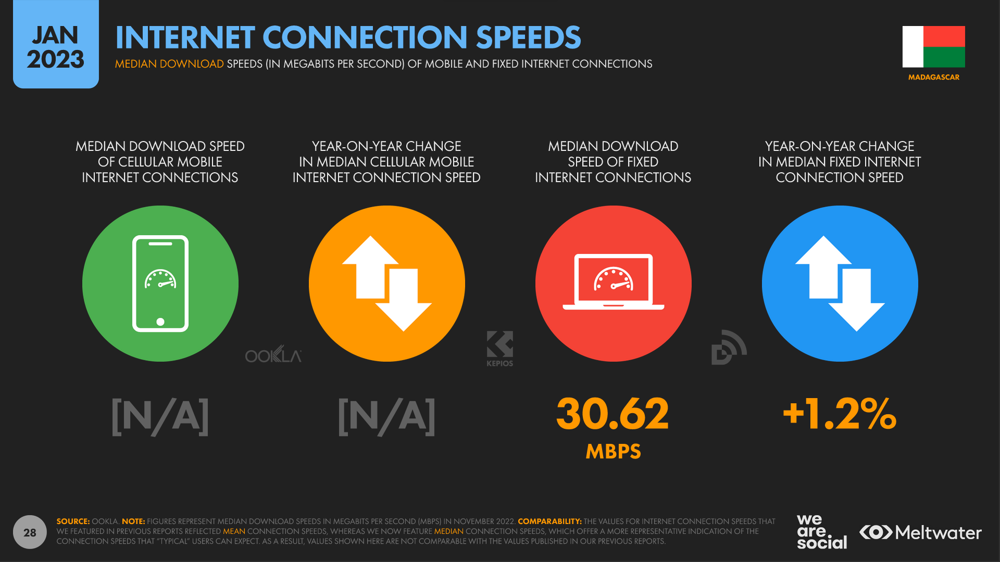 JAN
2023
INTERNET CONNECTION SPEEDS
MEDIAN DOWNLOAD SPEEDS (IN MEGABITS PER SECOND) OF MOBILE AND FIXED INTERNET CONNECTIONS
MADAGASCAR
MEDIAN DOWNLOAD SPEED
OF CELLULAR MOBILE
INTERNET CONNECTIONS
YEAR-ON-YEAR CHANGE
IN MEDIAN CELLULAR MOBILE
INTERNET CONNECTION SPEED
MEDIAN DOWNLOAD
SPEED OF FIXED
INTERNET CONNECTIONS
YEAR-ON-YEAR CHANGE
IN MEDIAN FIXED INTERNET
CONNECTION SPEED
OOKLA
KEPIOS
[N/A]
[N/A]
30.62
MBPS
+1.2%
28
SOURCE: OOKLA. NOTE: FIGURES REPRESENT MEDIAN DOWNLOAD SPEEDS IN MEGABITS PER SECOND (MBPS) IN NOVEMBER 2022. COMPARABILITY: THE VALUES FOR INTERNET CONNECTION SPEEDS THAT
WE FEATURED IN PREVIOUS REPORTS REFLECTED MEAN CONNECTION SPEEDS, WHEREAS WE NOW FEATURE MEDIAN CONNECTION SPEEDS, WHICH OFFER A MORE REPRESENTATIVE INDICATION OF THE
CONNECTION SPEEDS THAT "TYPICAL" USERS CAN EXPECT. AS A RESULT, VALUES SHOWN HERE ARE NOT COMPARABLE WITH THE VALUES PUBLISHED IN OUR PREVIOUS REPORTS.
we
are
social
Meltwater